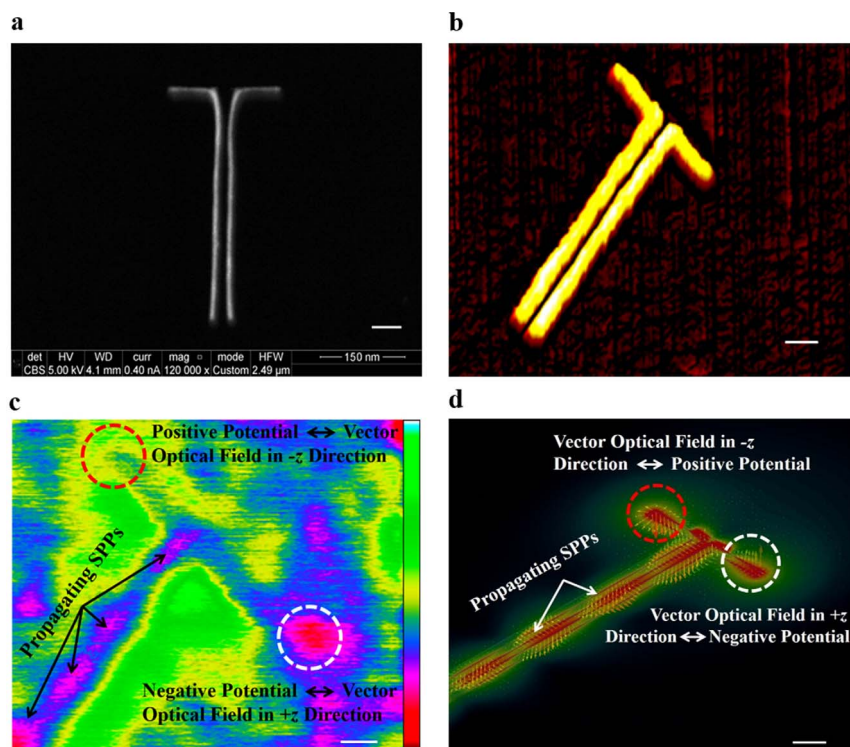 a
b
det HV WD curr mag □ mode HFW 150 nm
CBS 5.00 kV 4.1 mm 0.40 nA 120 000 x Custom 2.49 µm
c
Positive Potential ↔ Vector
Optical Field in -z Direction
Propagating SPPs
Negative Potential ↔ Vector
Optical Field in +z Direction
d
Vector Optical Field in -z
Direction ↔ Positive Potential
Propagating SPPs
Vector Optical Field in +z
Direction ↔ Negative Potential